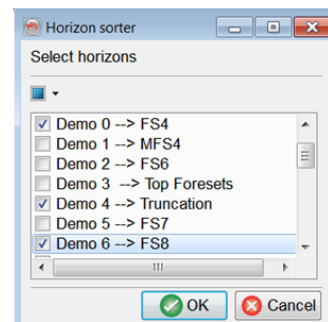 Horizon sorter
Select horizons
Demo 0 --> FS4
Demo 1 --> MFS4
Demo 2 --> FS6
Demo 3 --> Top Foresets
Demo 4 --> Truncation
Demo 5 --> FS7
Demo 6 --> FS8
OK
Cancel